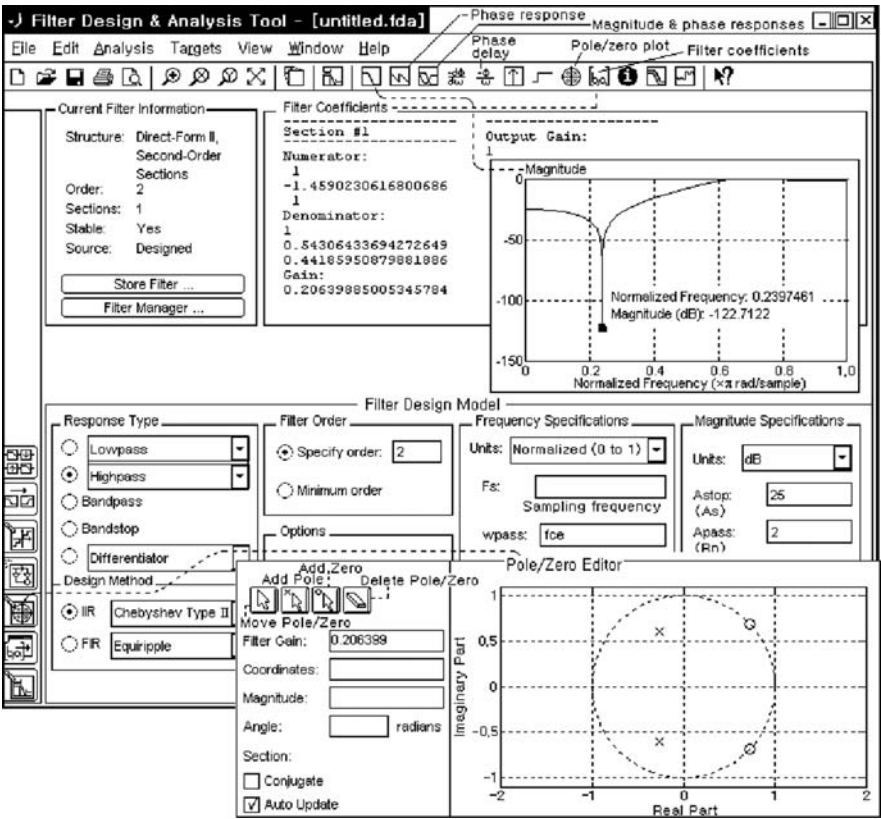 Filter Design & Analysis Tool - [untitled.fda]
Phase response
Magnitude & phase responses
File Edit Analysis Targets View Window Help
Phase delay
Pole/zero plot
Filter coefficients
Current Filter Information
Structure: Direct-Form II,
Second-Order
Sections
Order: 2
Sections: 1
Stable: Yes
Source: Designed
Store Filter ...
Filter Manager ...
Filter Coefficients
Section #1
Numerator:
1
-1.4590230616800686
1
Denominator:
1
0.54306433694272649
0.44185950879881886
Gain:
0.20639885005345784
Output Gain:
1
Magnitude
0
-50
-100
-150
Normalized Frequency: 0.2397461
Magnitude (dB): -122.7122
0 0.2 0.4 0.6 0.8 1,0
Normalized Frequency (×π rad/sample)
Filter Design Model
Response Type
Lowpass
Highpass
Bandpass
Bandstop
Differentiator
Design Method
IIR Chebyshev Type II
FIR Equiripple
Filter Order
Specify order: 2
Minimum order
Options
Frequency Specifications
Units: Normalized (0 to 1)
Fs:
Sampling frequency
wpass: fce
Magnitude Specifications
Units: dB
Astop: 25
(As)
Apass: 2
(Rp)
Pole/Zero Editor
Add Zero
Add Pole
Delete Pole/Zero
Move Pole/Zero
Filter Gain: 0.206399
Coordinates:
Magnitude:
Angle: radians
Section:
Conjugate
Auto Update
Imaginary Part
1
0,5
0
-0,5
-1
-2 -1 0 1 2
Real Part